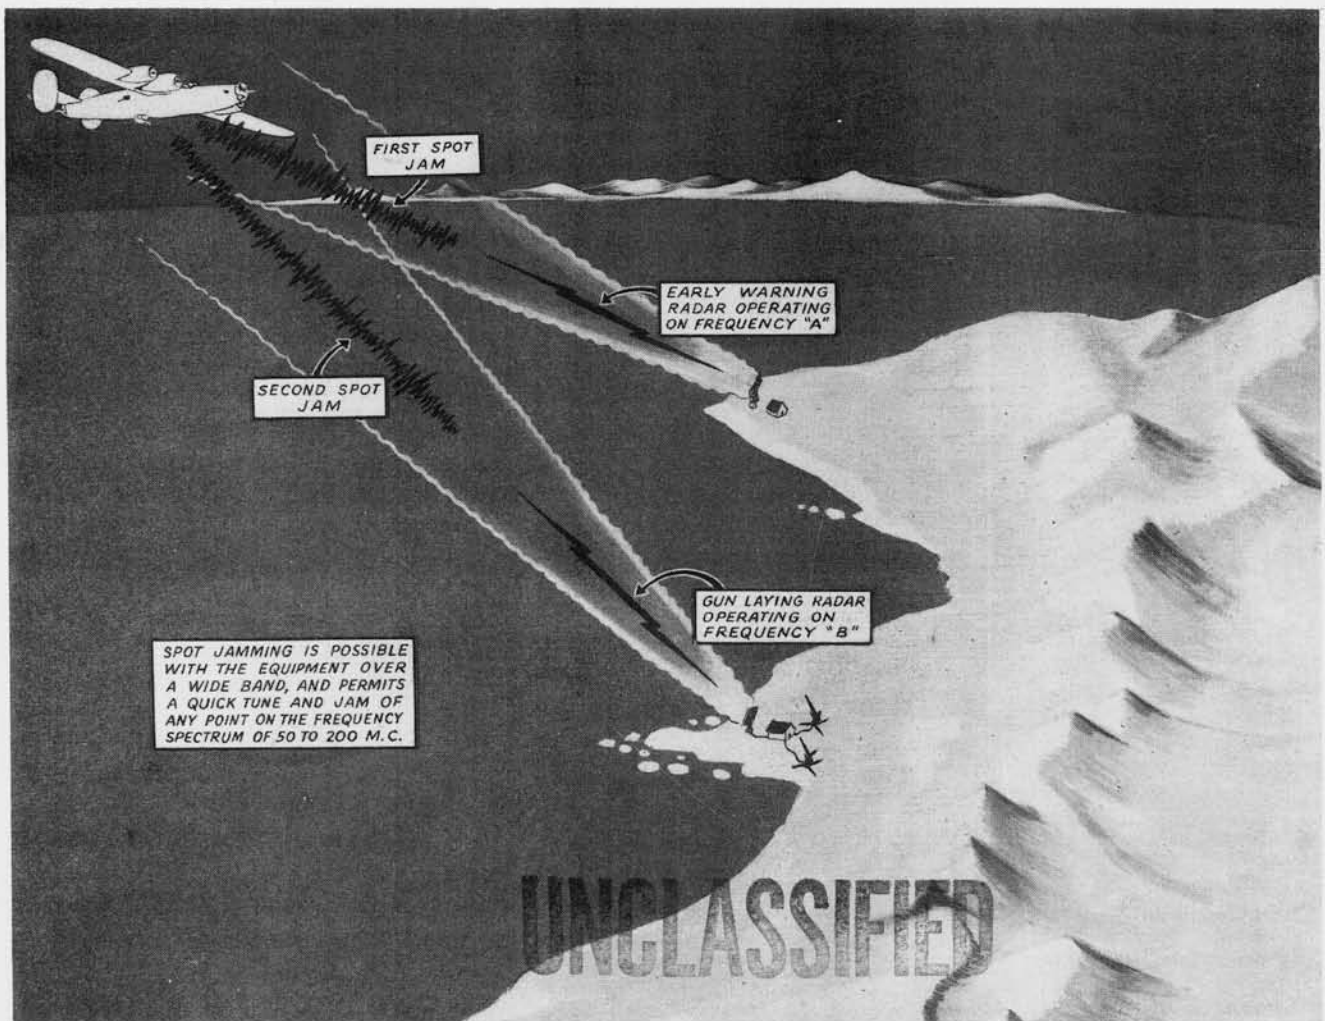 FIRST SPOT
JAM
EARLY WARNING
RADAR OPERATING
ON FREQUENCY "A"
SECOND SPOT
JAM
GUN LAYING RADAR
OPERATING ON
FREQUENCY "B"
SPOT JAMMING IS POSSIBLE
WITH THE EQUIPMENT OVER
A WIDE BAND, AND PERMITS
A QUICK TUNE AND JAM OF
ANY POINT ON THE FREQUENCY
SPECTRUM OF 50 TO 200 M.C.
UNCLASSIFIED